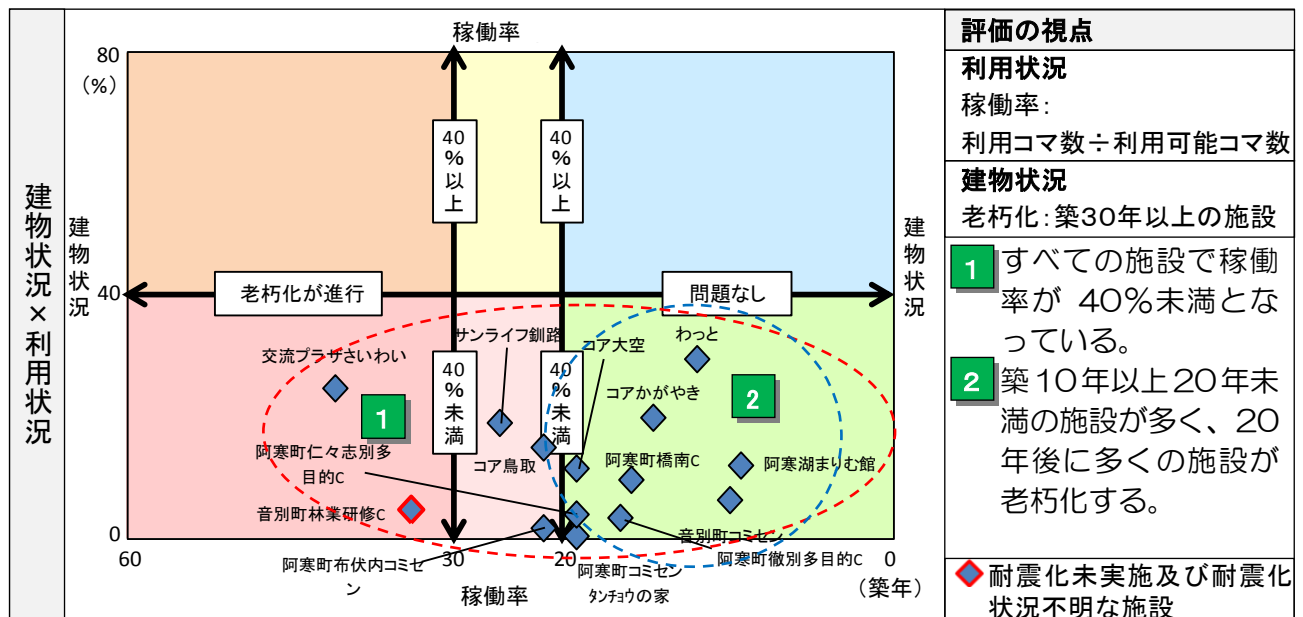 建物状況×利用状況
稼働率
80
(%)
建物状況
40%以上
40%以上
建物状況
40
老朽化が進行
問題なし
サンライフ釧路
コア大空
わっと
交流プラザさいわい
40%未満
40%未満
コアかがやき
1
2
阿寒町仁々志別多
目的C
コア鳥取
阿寒町橋南C
阿寒湖まりむ館
音別町林業研修C
音別町コミセン
0
60
30
20
0
阿寒町布伏内コミセ
ン
阿寒町コミセン
タンチョウの家
阿寒町徹別多目的C
稼働率
(築年)
評価の視点
利用状況
稼働率:
利用コマ数÷利用可能コマ数
建物状況
老朽化:築30年以上の施設
1 すべての施設で稼働
率が 40%未満とな
っている。
2 築10年以上20年未
満の施設が多く、20
年後に多くの施設が
老朽化する。
耐震化未実施及び耐震化
状況不明な施設